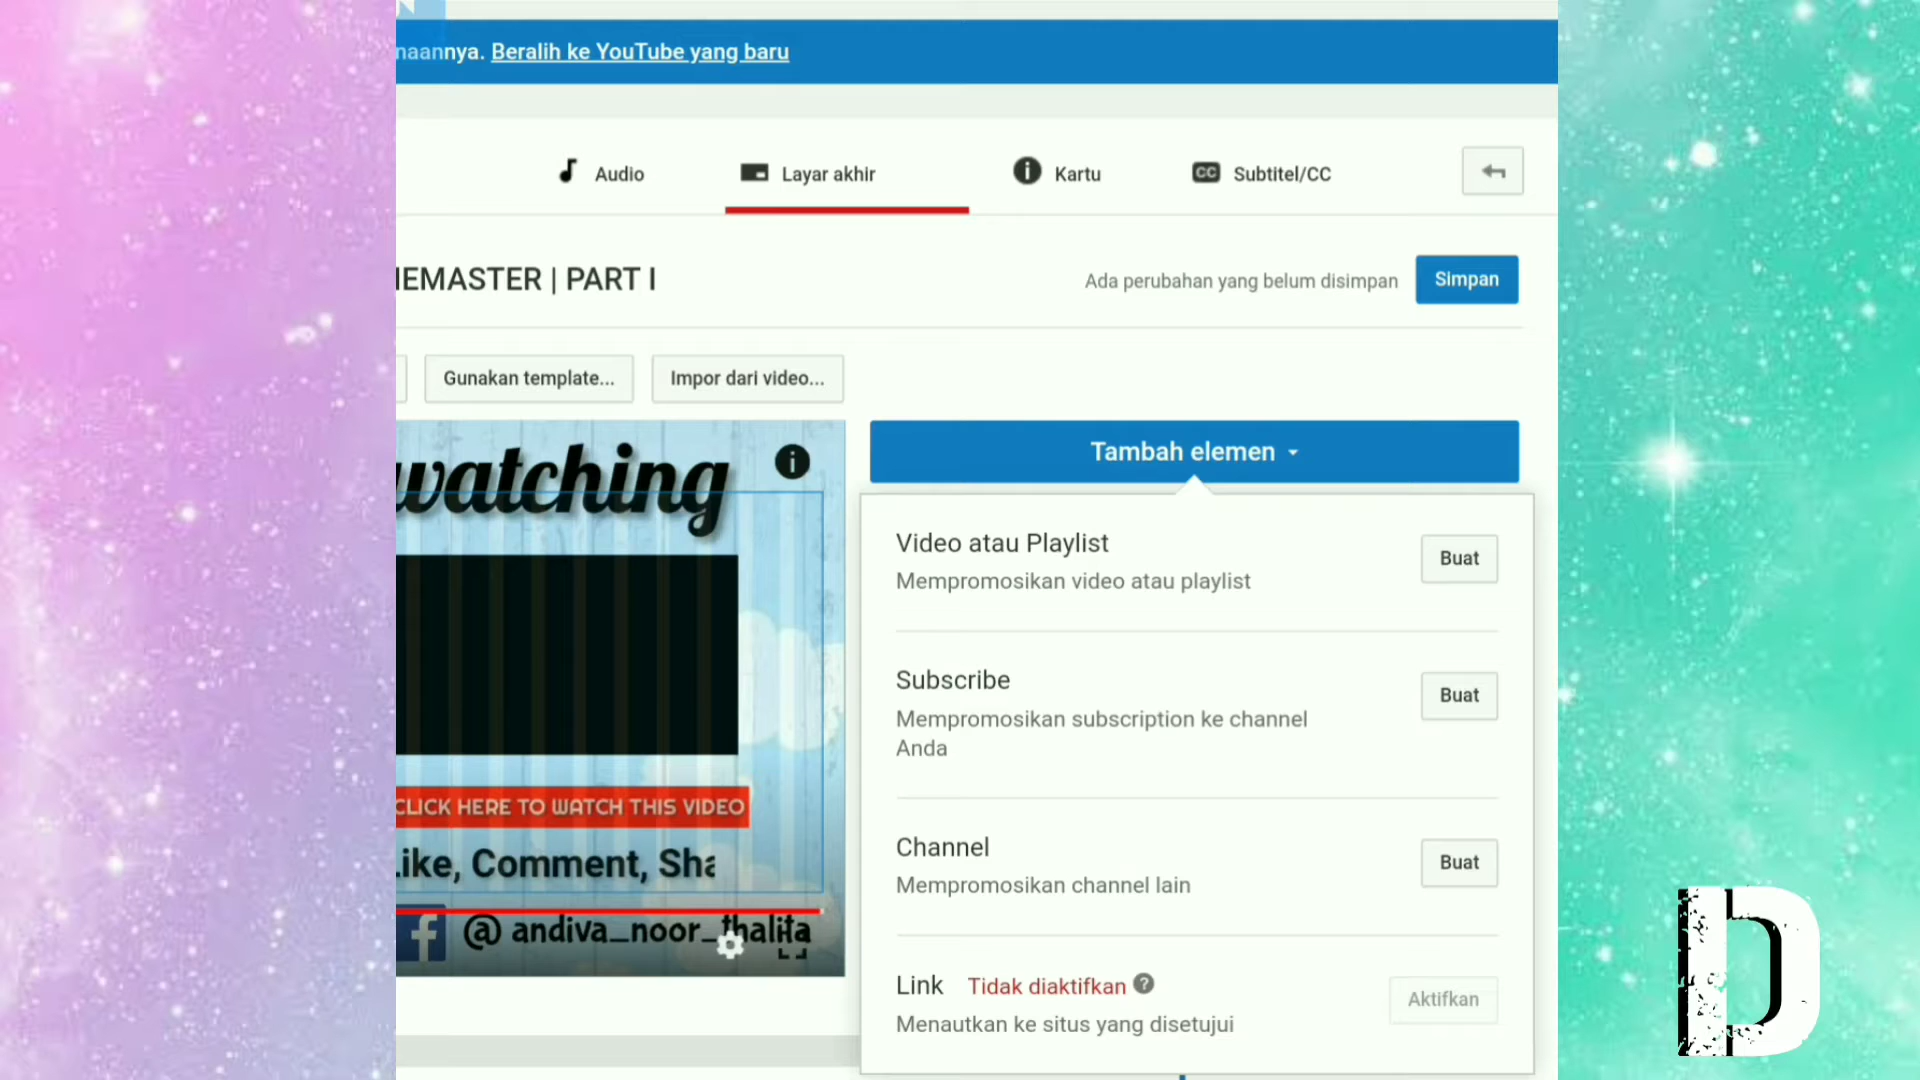 nya. Beralih ke YouTube yang baru
Audio
Layar akhir
Kartu
CC Subtitel/CC
EMASTER | PART I
Ada perubahan yang belum disimpan
Simpan
Gunakan template...
Impor dari video...
Tambah elemen
watching
Video atau Playlist
Mempromosikan video atau playlist
Buat
Subscribe
Mempromosikan subscription ke channel
Anda
Buat
CLICK HERE TO WATCH THIS VIDEO
Like, Comment, Sha
@ andiva_noor_thalita
Channel
Mempromosikan channel lain
Buat
Link Tidak diaktifkan ?
Menautkan ke situs yang disetujui
Aktifkan
D